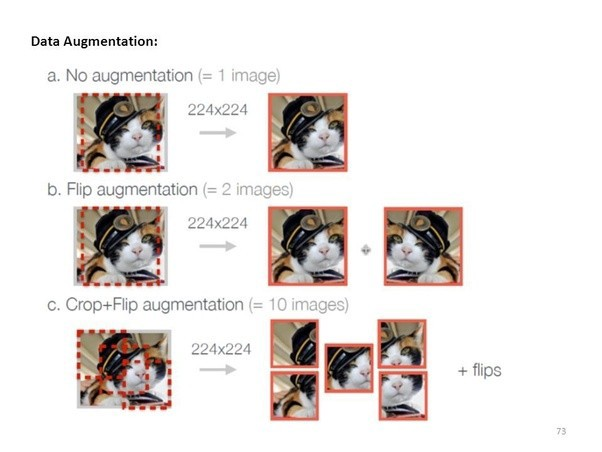 Data Augmentation:
a. No augmentation (= 1 image)
224x224
b. Flip augmentation (= 2 images)
224x224
c. Crop+Flip augmentation (= 10 images)
224x224
+ flips
73